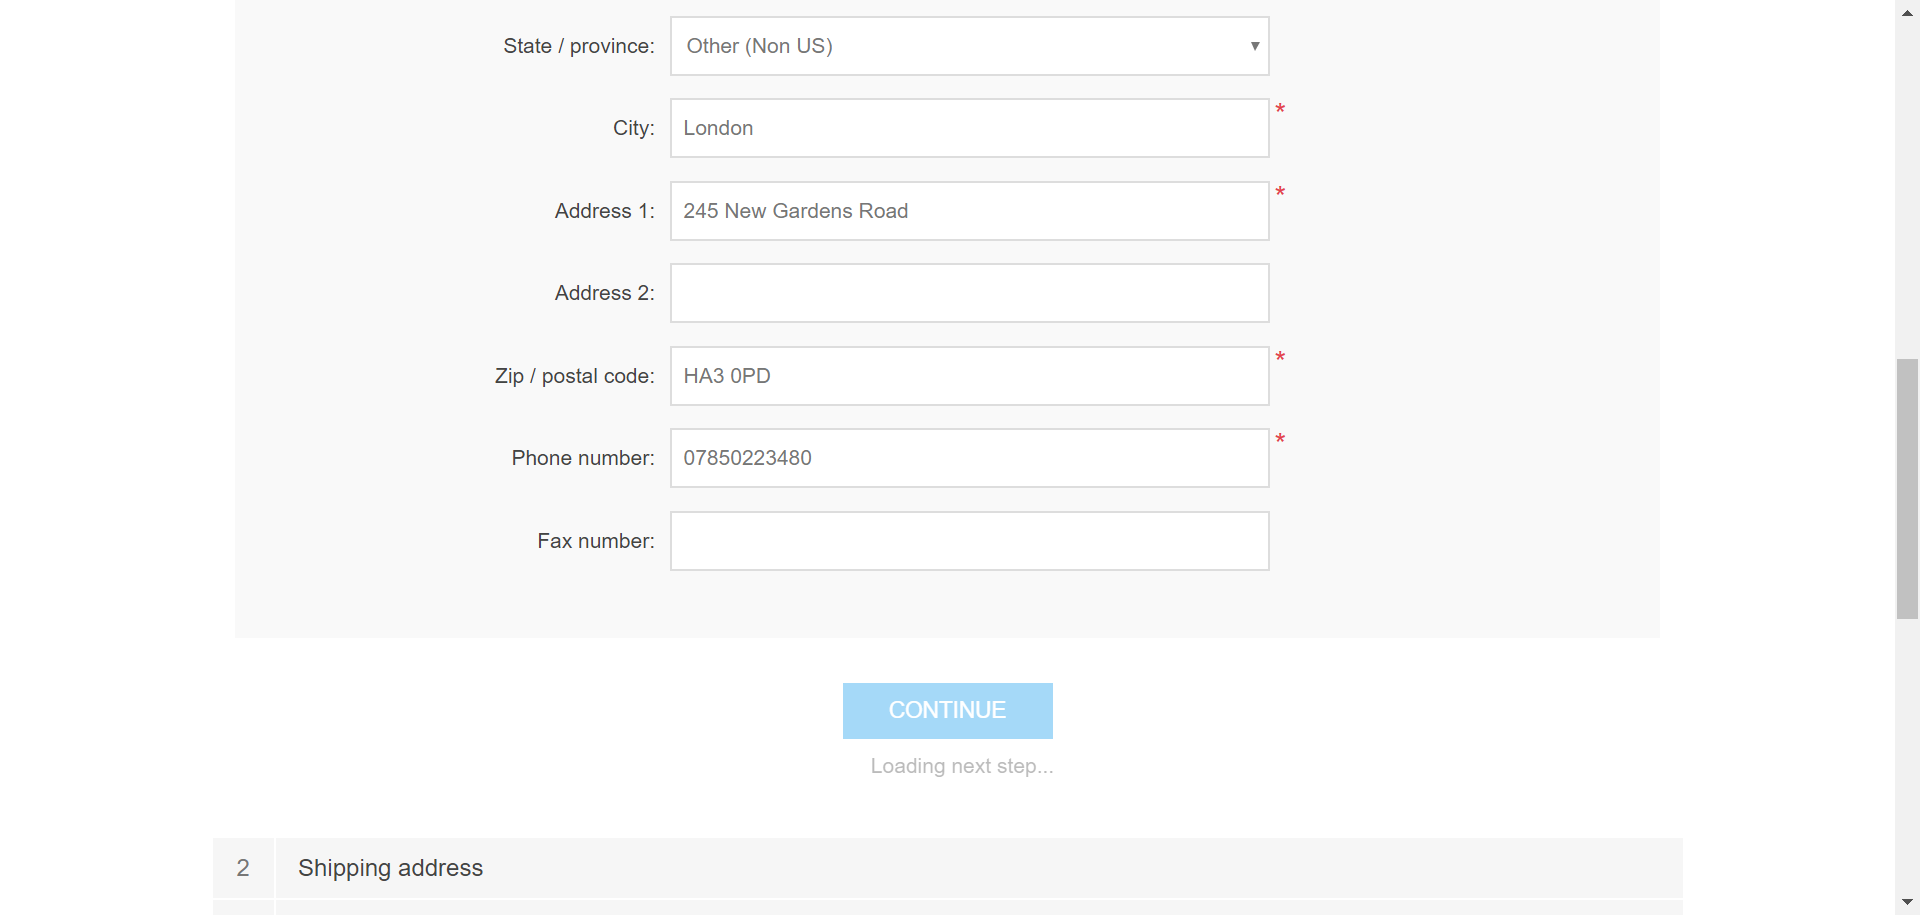 State / province: Other (Non US)
City: London *
Address 1: 245 New Gardens Road *
Address 2:
Zip / postal code: HA3 0PD *
Phone number: 07850223480 *
Fax number:
CONTINUE
Loading next step...
2 Shipping address